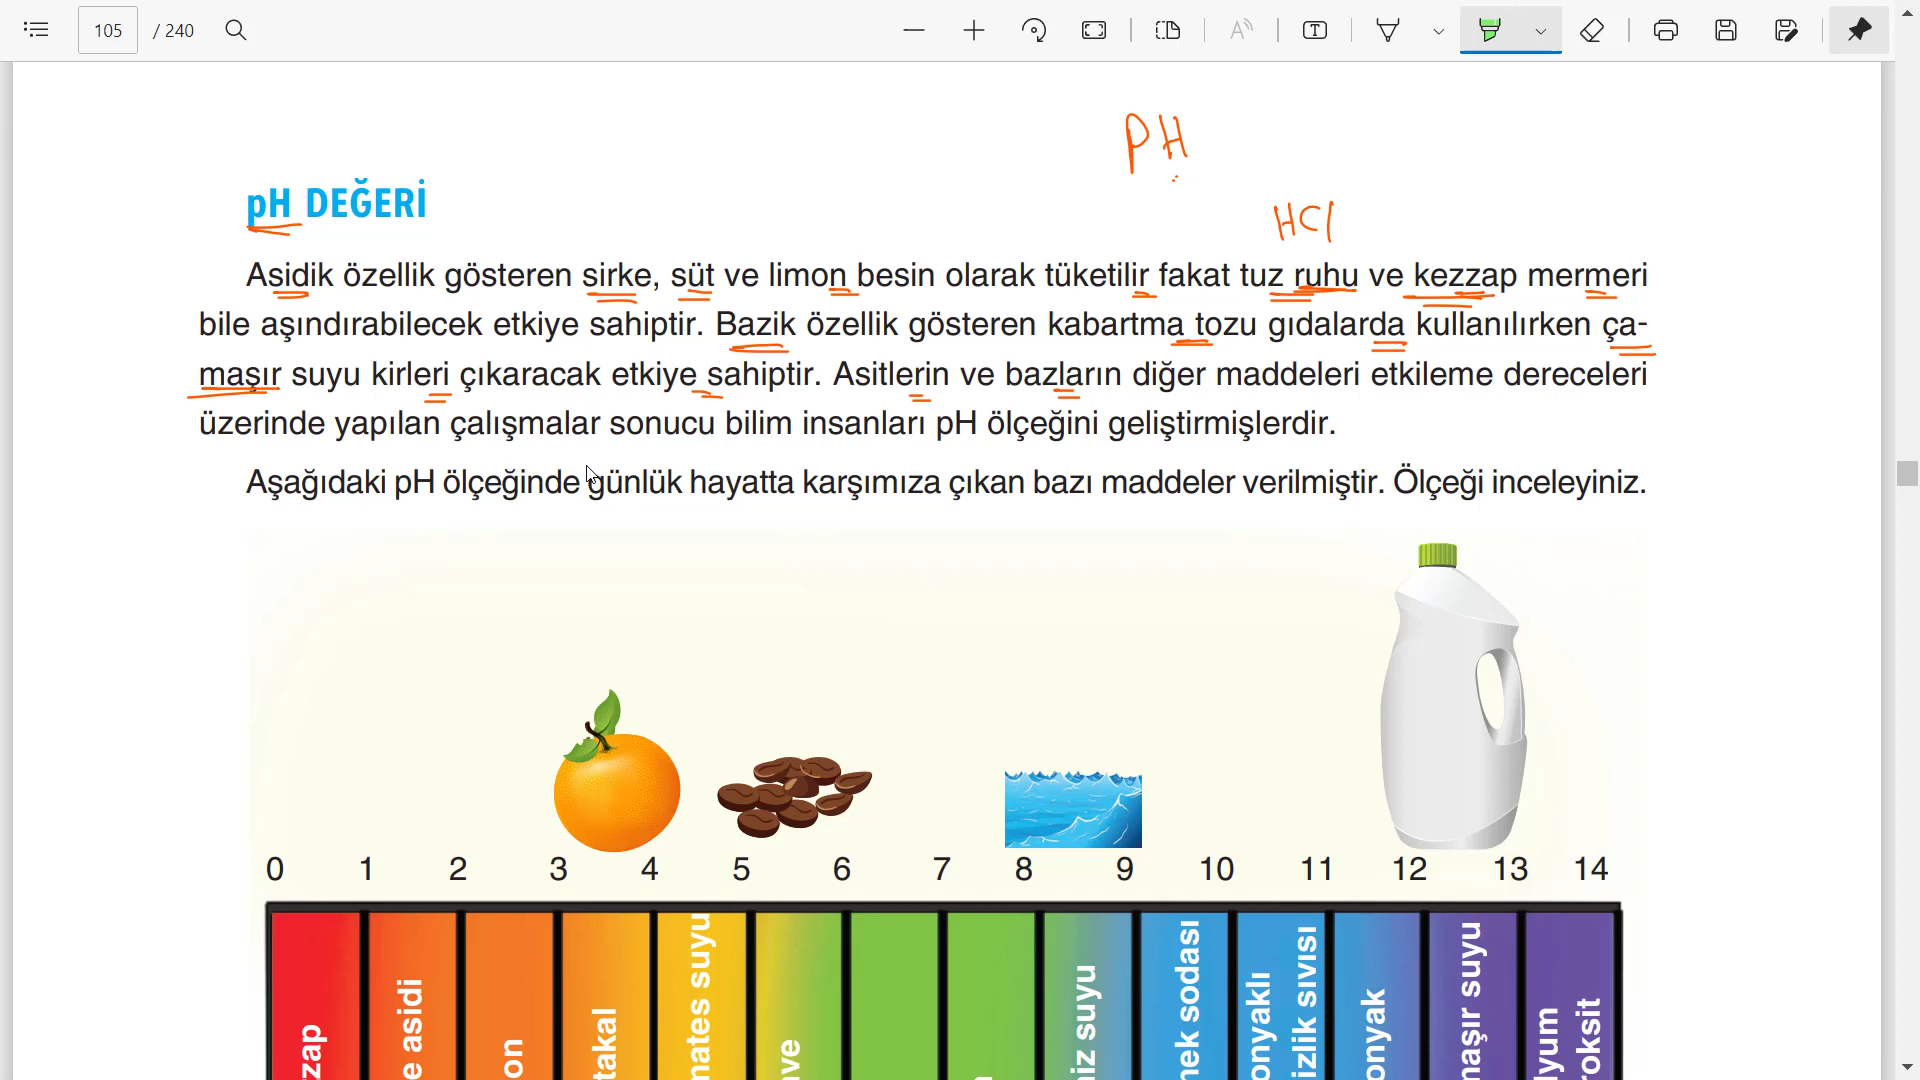 105 / 240
PH
pH DEĞERİ
HCl
Asidik özellik gösteren sirke, süt ve limon besin olarak tüketilir fakat tuz ruhu ve kezzap mermeri
bile aşındırabilecek etkiye sahiptir. Bazik özellik gösteren kabartma tozu gıdalarda kullanılırken ça-
maşır suyu kirleri çıkaracak etkiye sahiptir. Asitlerin ve bazların diğer maddeleri etkileme dereceleri
üzerinde yapılan çalışmalar sonucu bilim insanları pH ölçeğini geliştirmişlerdir.
Aşağıdaki pH ölçeğinde günlük hayatta karşımıza çıkan bazı maddeler verilmiştir. Ölçeği inceleyiniz.
0 1 2 3 4 5 6 7 8 9 10 11 12 13 14
zap
e asidi
on
takal
mates suyu
ve
niz suyu
mek sodası
onyaklı
izlik sıvısı
onyak
maşır suyu
lyum
roksit